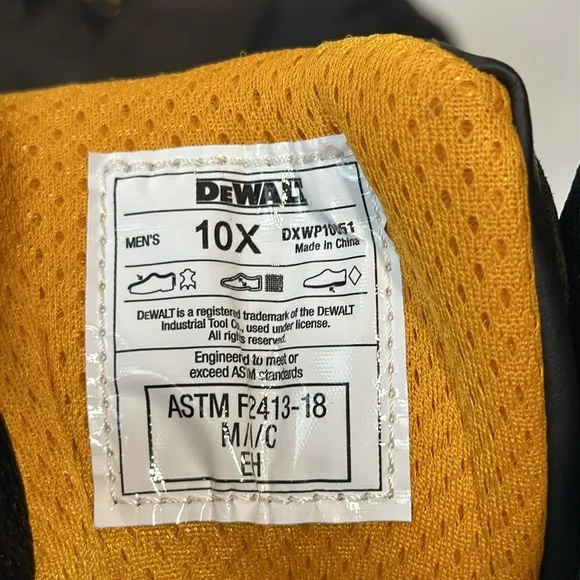 DEWALT
MEN'S 10X
Made in China
DEWALT is a registered trademark of the DEWALT
Industrial Tool Co., used under license.
All rights reserved.
Engineered to meet or
exceed ASTM standards
ASTM F2413-18
M/I/C
EH